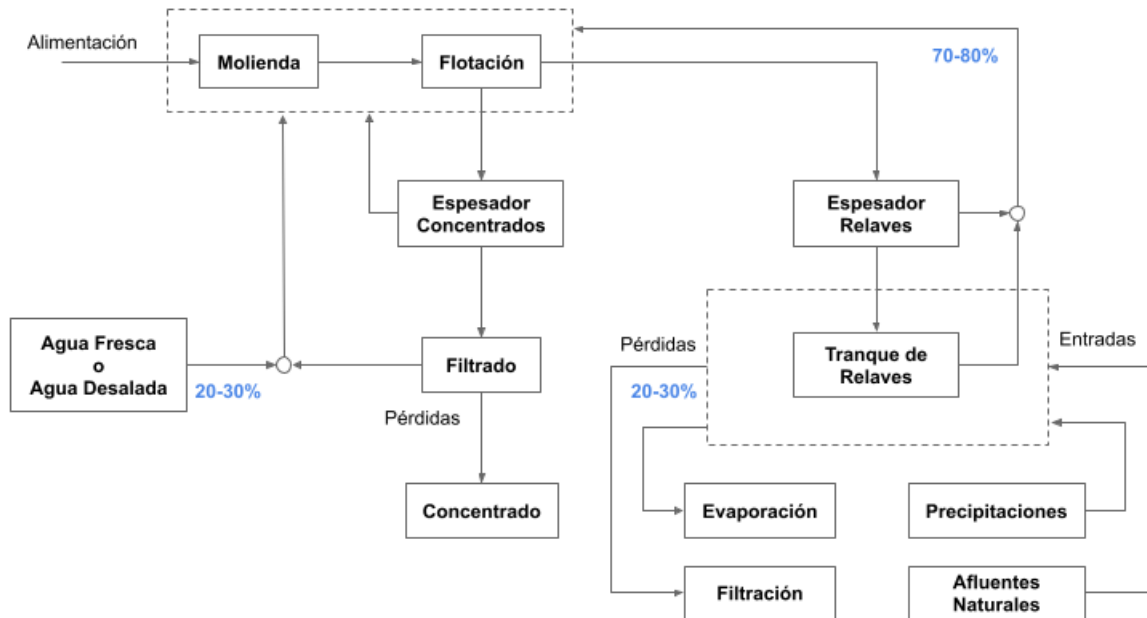 Alimentación
Molienda
Flotación
70-80%
Espesador
Concentrados
Espesador
Relaves
Agua Fresca
o
Agua Desalada
20-30%
Filtrado
Pérdidas
20-30%
Tranque de
Relaves
Entradas
Pérdidas
Concentrado
Evaporación
Precipitaciones
Filtración
Afluentes
Naturales